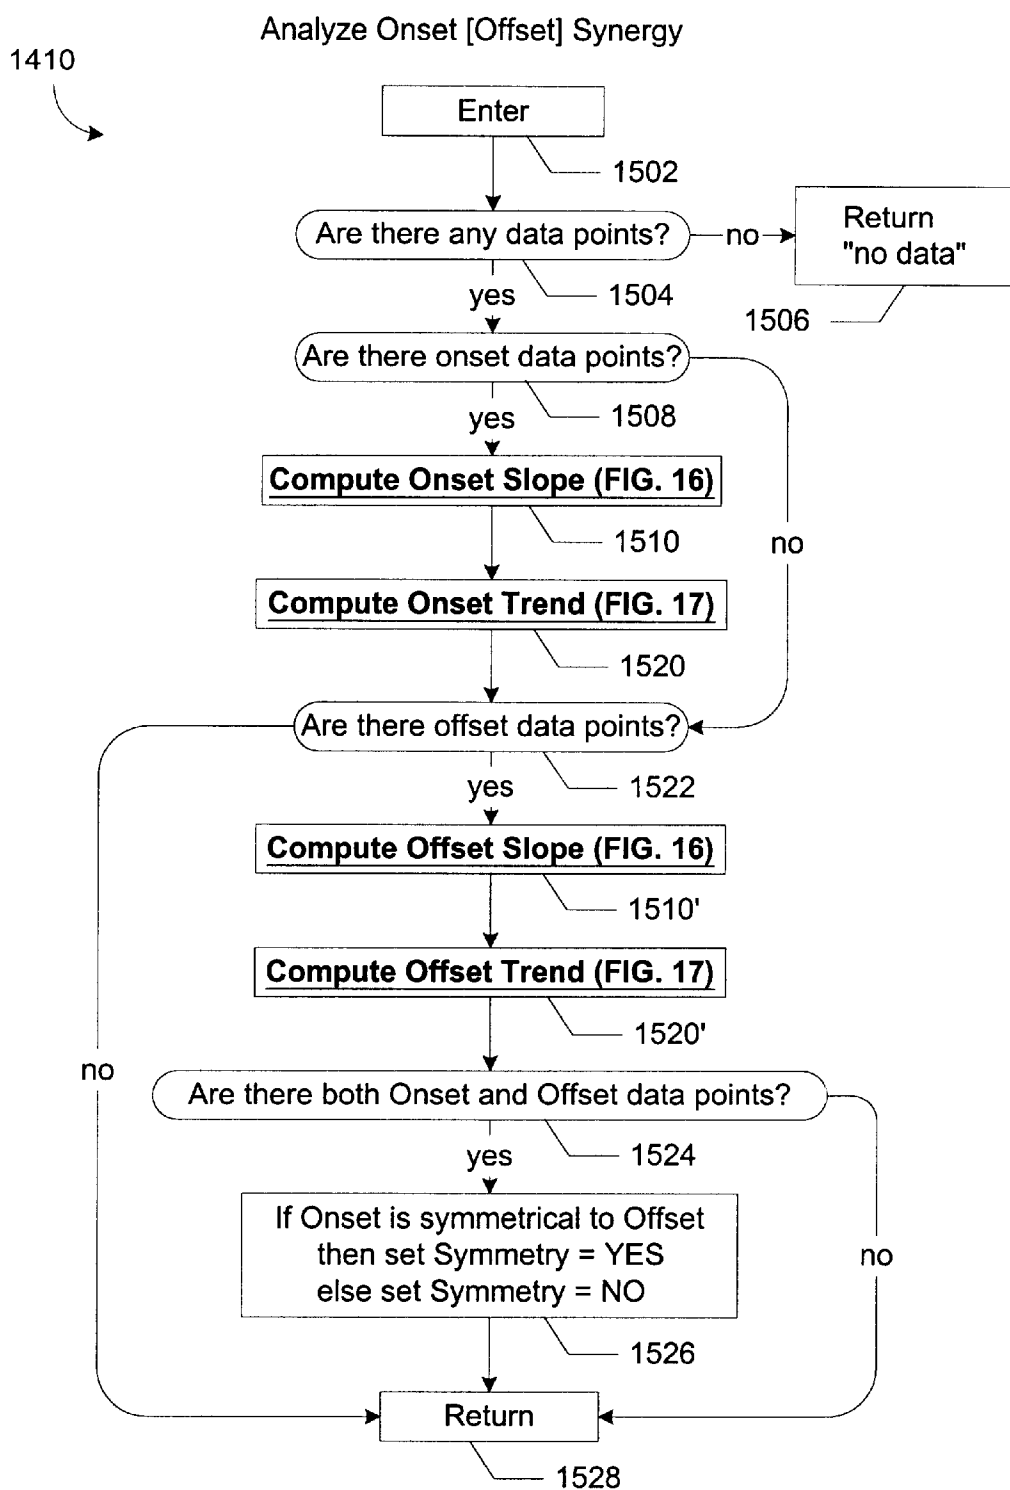 Analyze Onset [Offset] Synergy
1410
Enter
1502
Are there any data points?
no
Return
"no data"
1504
yes
1506
Are there onset data points?
1508
yes
Compute Onset Slope (FIG. 16)
1510
no
Compute Onset Trend (FIG. 17)
1520
Are there offset data points?
1522
yes
Compute Offset Slope (FIG. 16)
1510'
Compute Offset Trend (FIG. 17)
1520'
no
Are there both Onset and Offset data points?
1524
yes
If Onset is symmetrical to Offset
then set Symmetry = YES
else set Symmetry = NO
no
1526
Return
1528